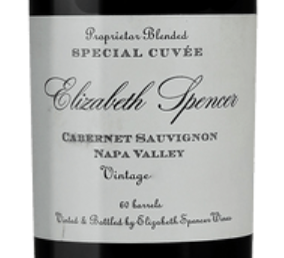 Proprietor Blended
SPECIAL CUVÉE
Elizabeth Spencer
CABERNET SAUVIGNON
NAPA VALLEY
Vintage
60 barrels
Vinted & Bottled by Elizabeth Spencer Wines